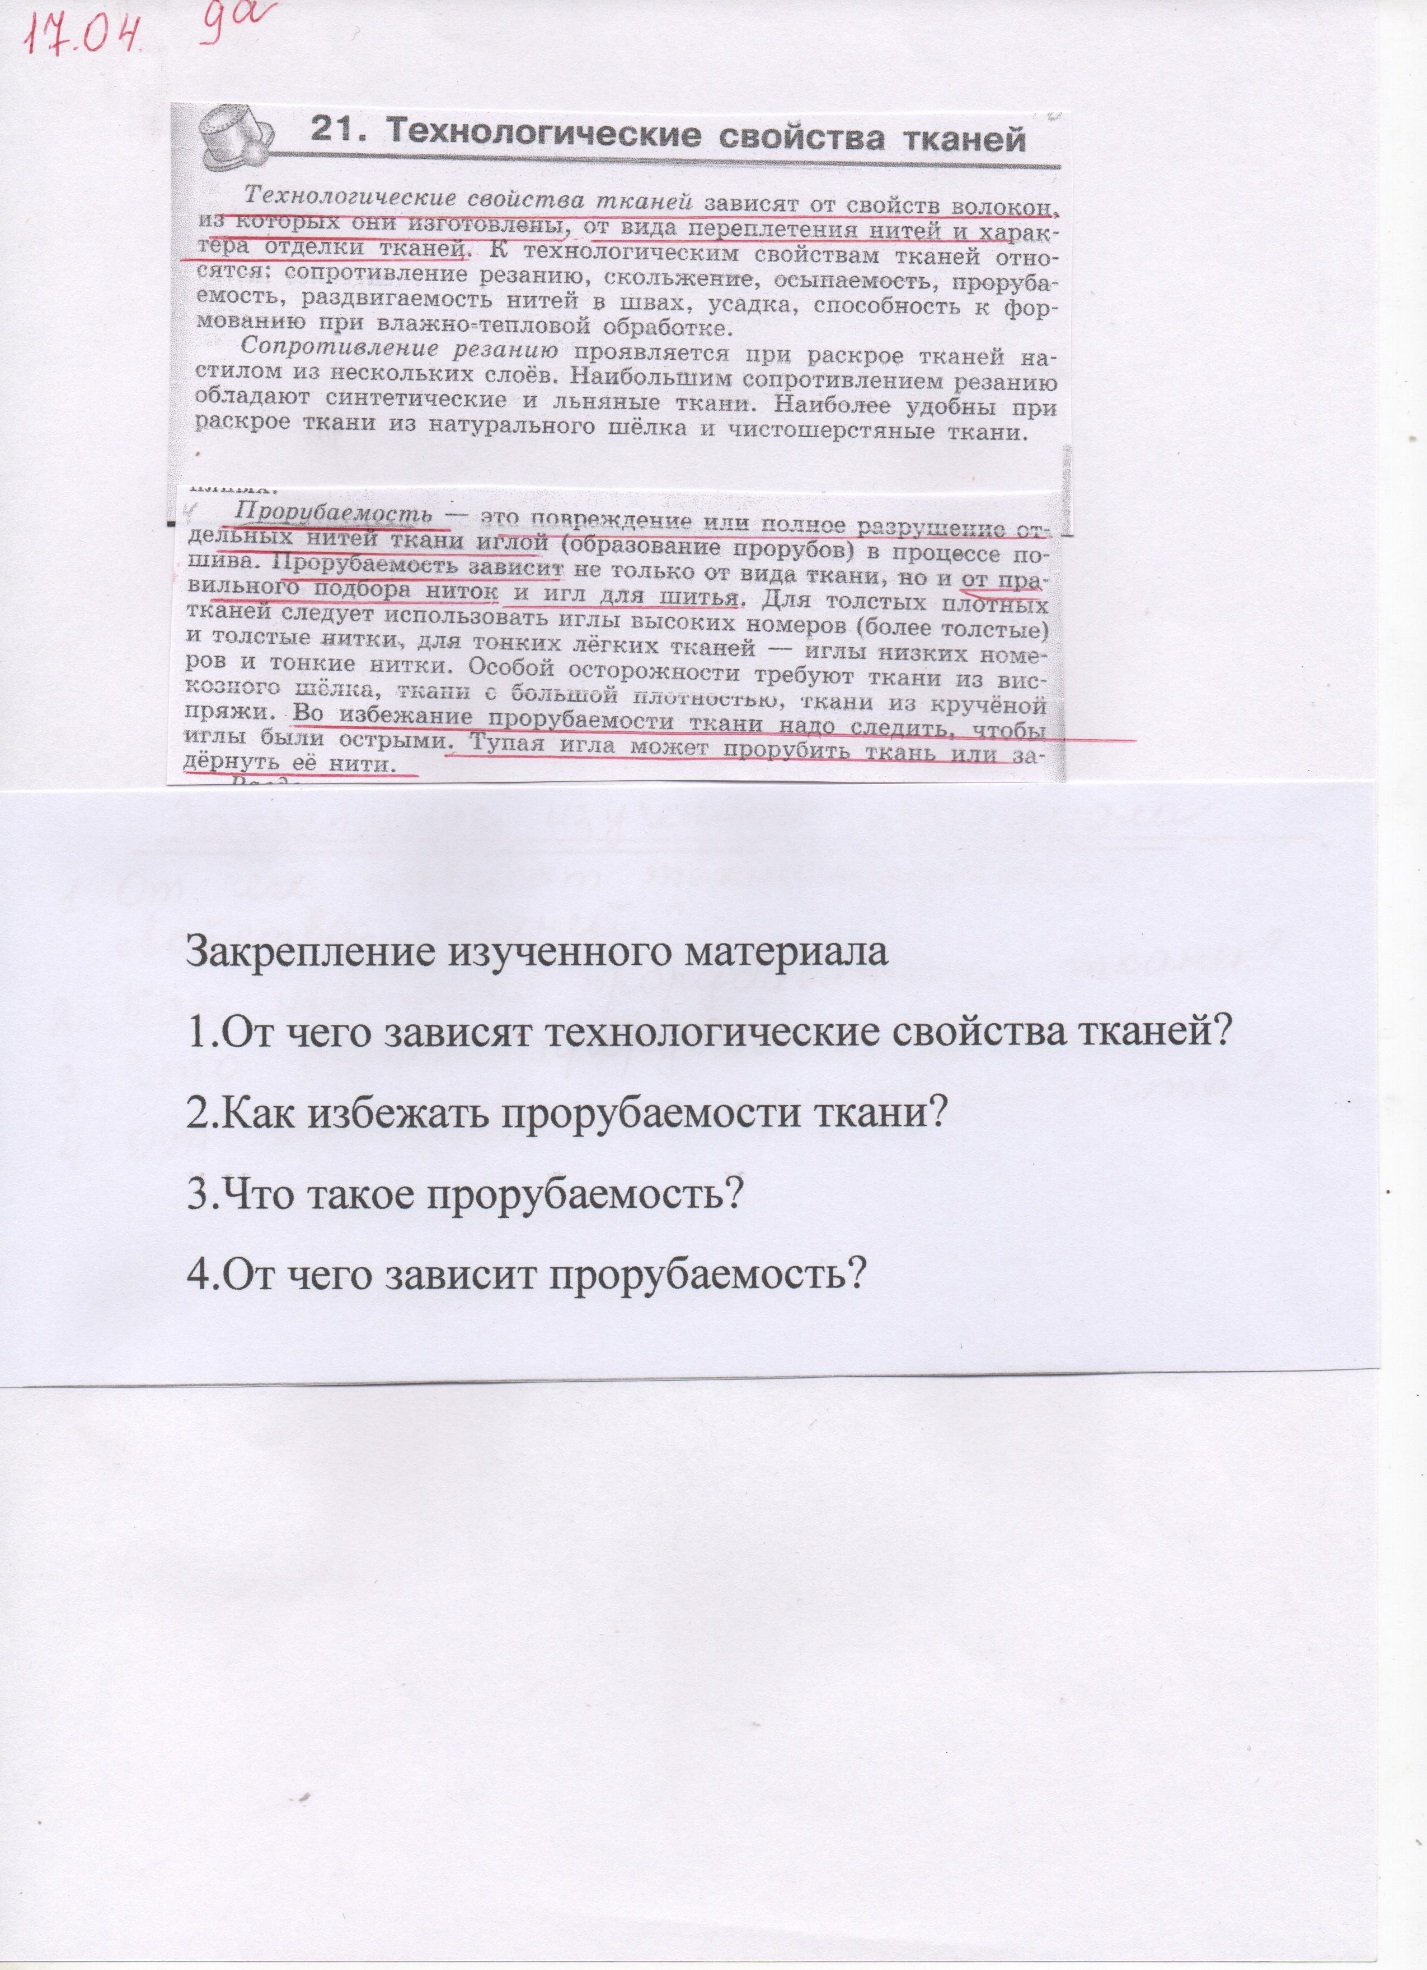 17.04. 9а
21. Технологические свойства тканей
Технологические свойства тканей зависят от свойств волокон,
из которых они изготовлены, от вида переплетения нитей и харак-
тера отделки тканей. К технологическим свойствам тканей отно-
сятся: сопротивление резанию, скольжение, осыпаемость, проруба-
емость, раздвигаемость нитей в швах, усадка, способность к фор-
мованию при влажно-тепловой обработке.
Сопротивление резанию проявляется при раскрое тканей на-
стилом из нескольких слоёв. Наибольшим сопротивлением резанию
обладают синтетические и льняные ткани. Наиболее удобны при
раскрое ткани из натурального шёлка и чистошерстяные ткани.
Прорубаемость — это повреждение или полное разрушение от-
дельных нитей ткани иглой (образование прорубов) в процессе по-
шива. Прорубаемость зависит не только от вида ткани, но и от пра-
вильного подбора ниток и игл для шитья. Для толстых плотных
тканей следует использовать иглы высоких номеров (более толстые)
и толстые нитки, для тонких лёгких тканей — иглы низких номе-
ров и тонкие нитки. Особой осторожности требуют ткани из вис-
козного шёлка, ткани с большой плотностью, ткани из кручёной
пряжи. Во избежание прорубаемости ткани надо следить, чтобы
иглы были острыми. Тупая игла может прорубить ткань или за-
дёрнуть её нити.
Закрепление изученного материала
1.От чего зависят технологические свойства тканей?
2.Как избежать прорубаемости ткани?
3.Что такое прорубаемость?
4.От чего зависит прорубаемость?